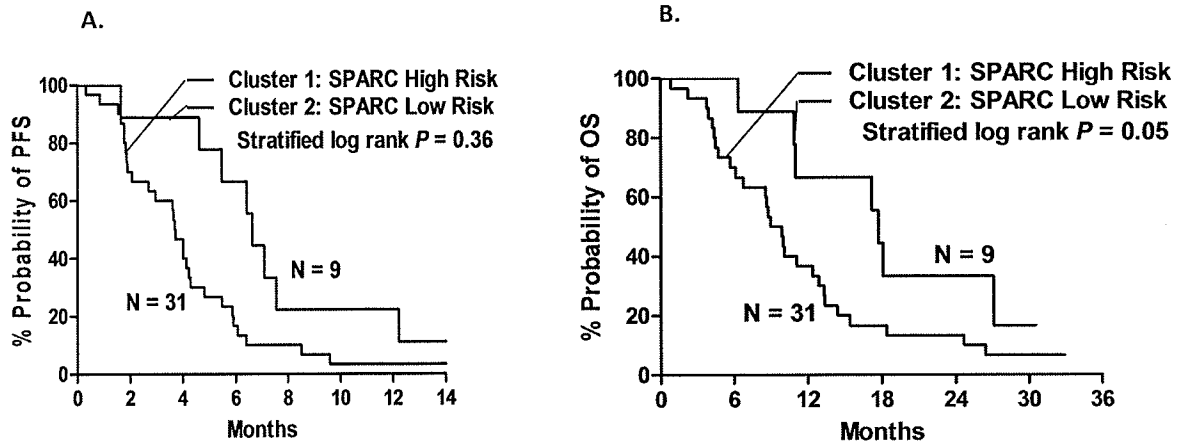 A.
% Probability of PFS
100
80
60
40
20
0
Cluster 1: SPARC High Risk
Cluster 2: SPARC Low Risk
Stratified log rank P = 0.36
N = 9
N = 31
0 2 4 6 8 10 12 14
Months
B.
% Probability of OS
100
80
60
40
20
0
Cluster 1: SPARC High Risk
Cluster 2: SPARC Low Risk
Stratified log rank P = 0.05
N = 9
N = 31
0 6 12 18 24 30 36
Months